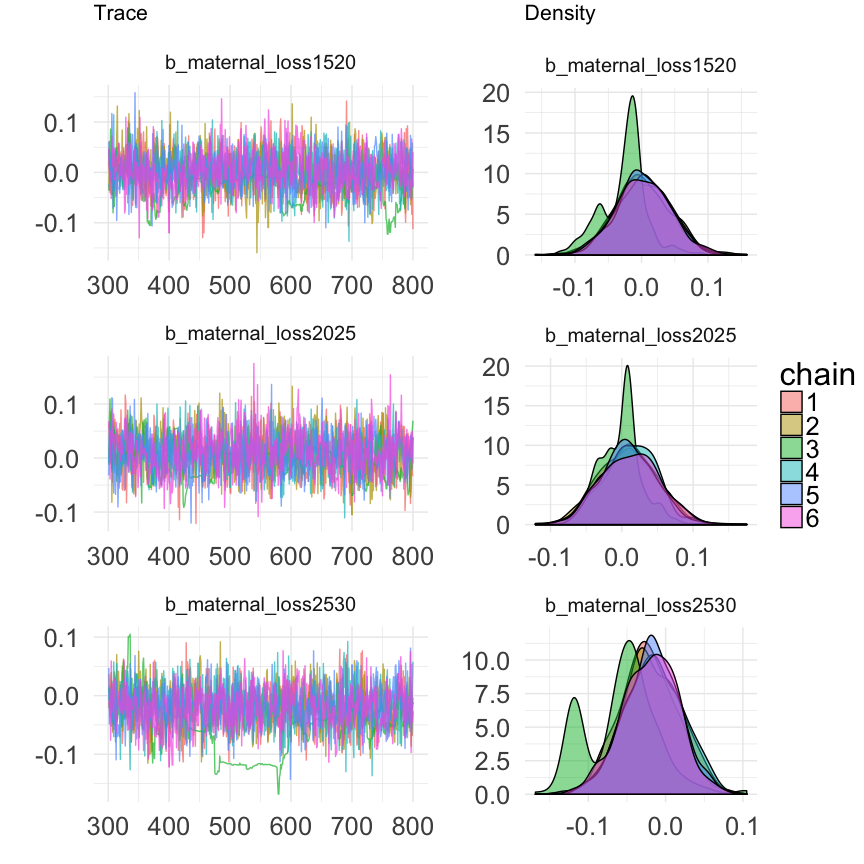 Trace
Density
b_maternal_loss1520
b_maternal_loss1520
0.1
0.0
-0.1
300 400 500 600 700 800
20
15
10
5
0
-0.1 0.0 0.1
b_maternal_loss2025
b_maternal_loss2025
0.1
0.0
-0.1
300 400 500 600 700 800
20
15
10
5
0
-0.1 0.0 0.1
chain
1
2
3
4
5
6
b_maternal_loss2530
b_maternal_loss2530
0.1
0.0
-0.1
300 400 500 600 700 800
10.0
7.5
5.0
2.5
0.0
-0.1 0.0 0.1